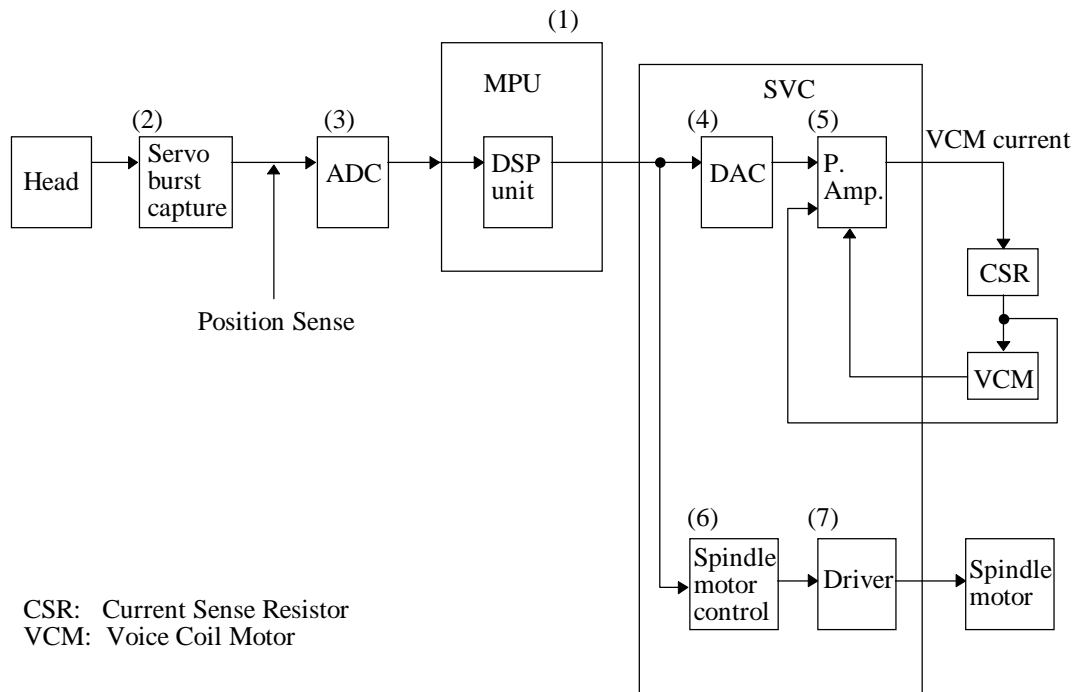 (1)
MPU
SVC
(2)
(3)
(4)
(5)
VCM current
Head
Servo
burst
capture
ADC
DSP
unit
DAC
P.
Amp.
CSR
Position Sense
VCM
(6)
(7)
Spindle
motor
control
Driver
Spindle
motor
CSR: Current Sense Resistor
VCM: Voice Coil Motor